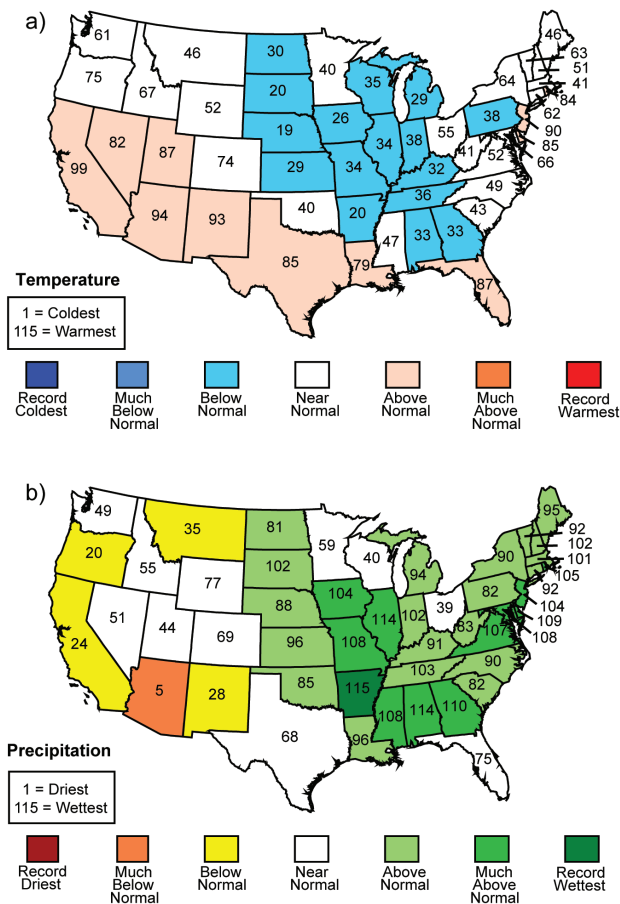 a)
61
46
30
40
46
63
51
41
84
62
90
85
66
75
67
52
20
35
29
64
38
19
26
34
38
55
41
52
99
82
87
74
29
34
32
49
36
43
94
93
40
20
47
33
33
85
79
87
Temperature
1 = Coldest
115 = Warmest
Record
Coldest
Much
Below
Normal
Below
Normal
Near
Normal
Above
Normal
Much
Above
Normal
Record
Warmest
b)
49
35
81
59
95
92
102
101
105
92
104
109
108
20
55
77
102
40
94
90
82
88
104
114
102
39
83
107
24
51
44
69
96
108
91
90
103
82
5
28
85
115
108
114
110
68
96
75
Precipitation
1 = Driest
115 = Wettest
Record
Driest
Much
Below
Normal
Below
Normal
Near
Normal
Above
Normal
Much
Above
Normal
Record
Wettest